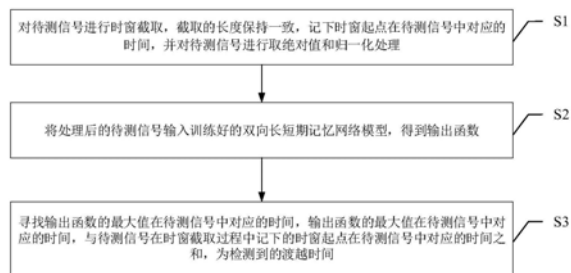 对待测信号进行时窗截取，截取的长度保持一致，记下时窗起点在待测信号中对应的
时间，并对待测信号进行取绝对值和归一化处理
S1
将处理后的待测信号输入训练好的双向长短期记忆网络模型，得到输出函数
S2
寻找输出函数的最大值在待测信号中对应的时间，输出函数的最大值在待测信号中对
应的时间，与待测信号在时窗截取过程中记下的时窗起点在待测信号中对应的时间之
和，为检测到的渡越时间
S3